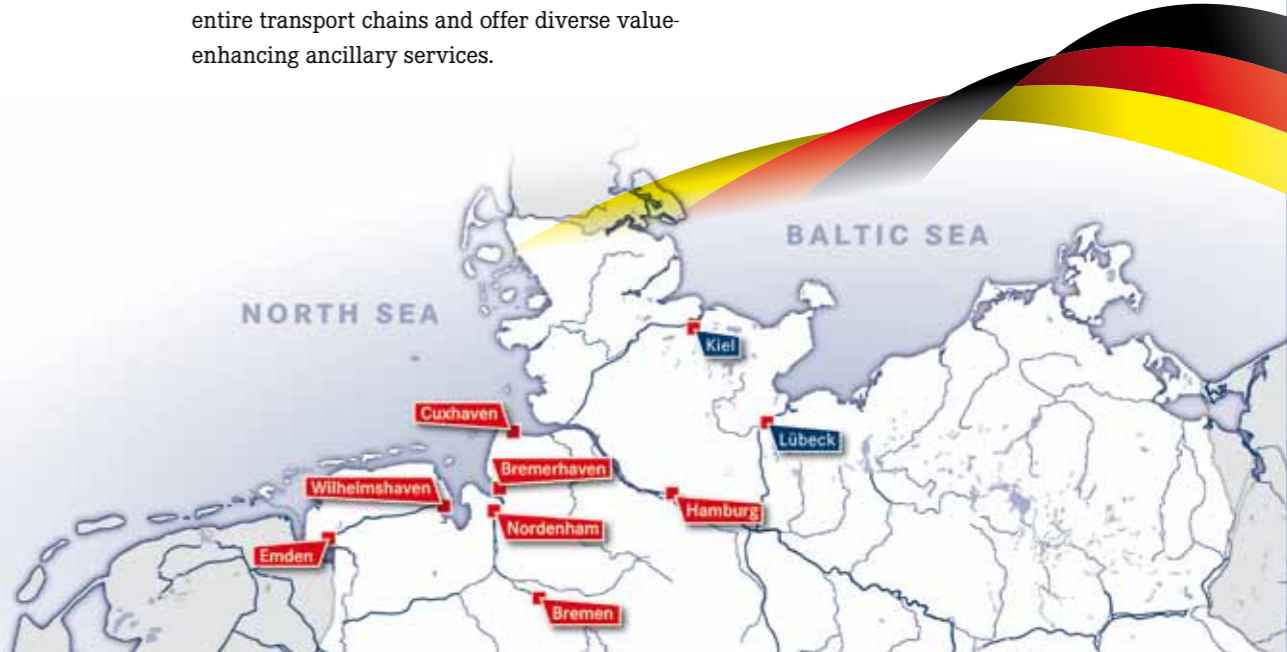 entire transport chains and offer diverse value-
enhancing ancillary services.
BALTIC SEA
NORTH SEA
Kiel
Cuxhaven
Lübeck
Bremerhaven
Wilhelmshaven
Hamburg
Nordenham
Emden
Bremen